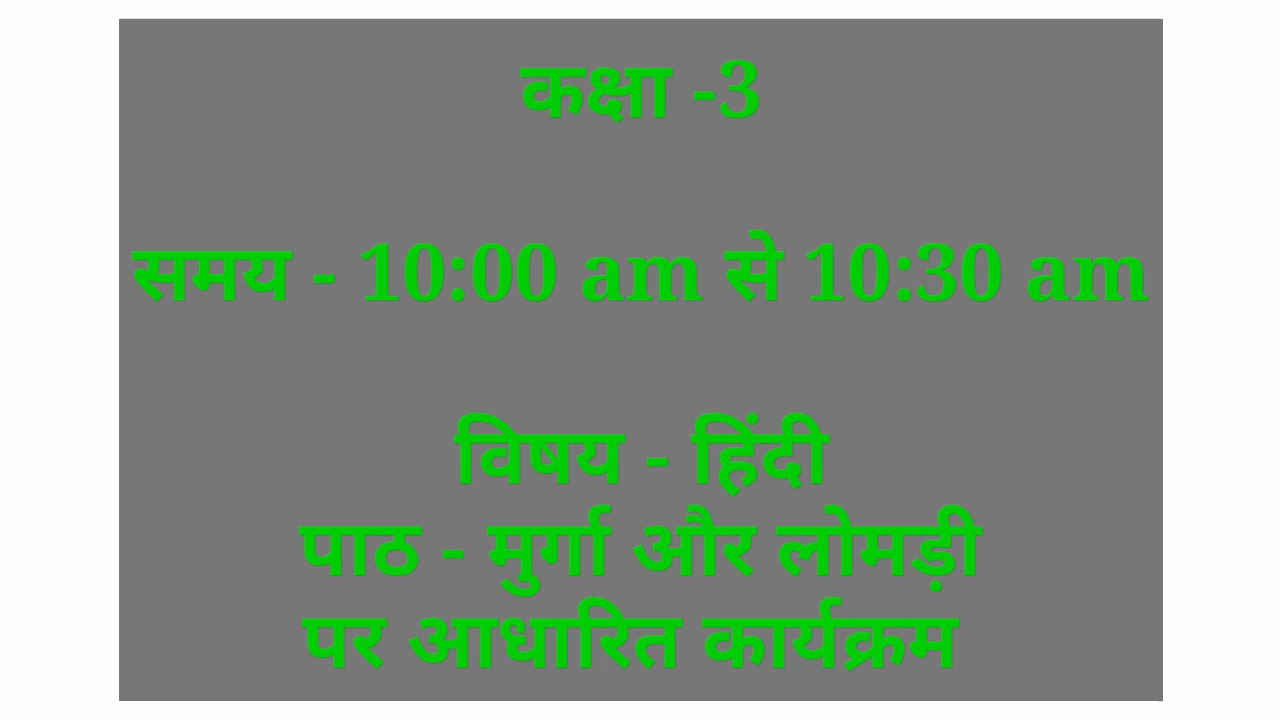 कक्षा -3
समय - 10:00 am से 10:30 am
विषय - हिंदी
पाठ - मुर्गा और लोमड़ी
पर आधारित कार्यक्रम